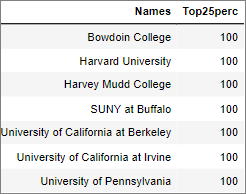 Names Top25perc
Bowdoin College 100
Harvard University 100
Harvey Mudd College 100
SUNY at Buffalo 100
University of California at Berkeley 100
University of California at Irvine 100
University of Pennsylvania 100